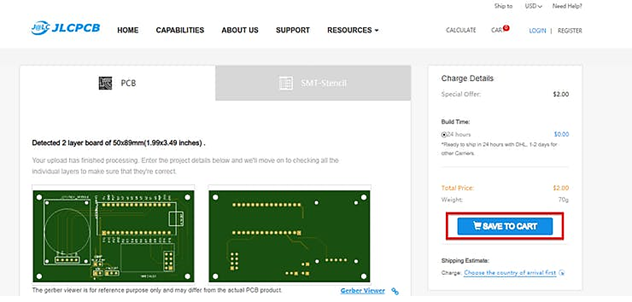 Ship to USD Need Help?
J@LC JLCPCB HOME CAPABILITIES ABOUT US SUPPORT RESOURCES CALCULATE CAR 0 LOGIN | REGISTER
PCB SMT-Stencil
Charge Details
Special Offer: $2.00
Build Time:
24 hours $0.00
*Ready to ship in 24 hours with DHL, 1-2 days for
other Carriers.
Detected 2 layer board of 50x89mm(1.99x3.49 inches) .
Your upload has finished processing. Enter the project details below and we'll move on to checking all the
individual layers to make sure that they're correct.
Total Price: $2.00
Weight: 70g
SAVE TO CART
Shipping Estimate:
Charge: Choose the country of arrival first
The gerber viewer is for reference purpose only and may differ from the actual PCB product. Gerber Viewer